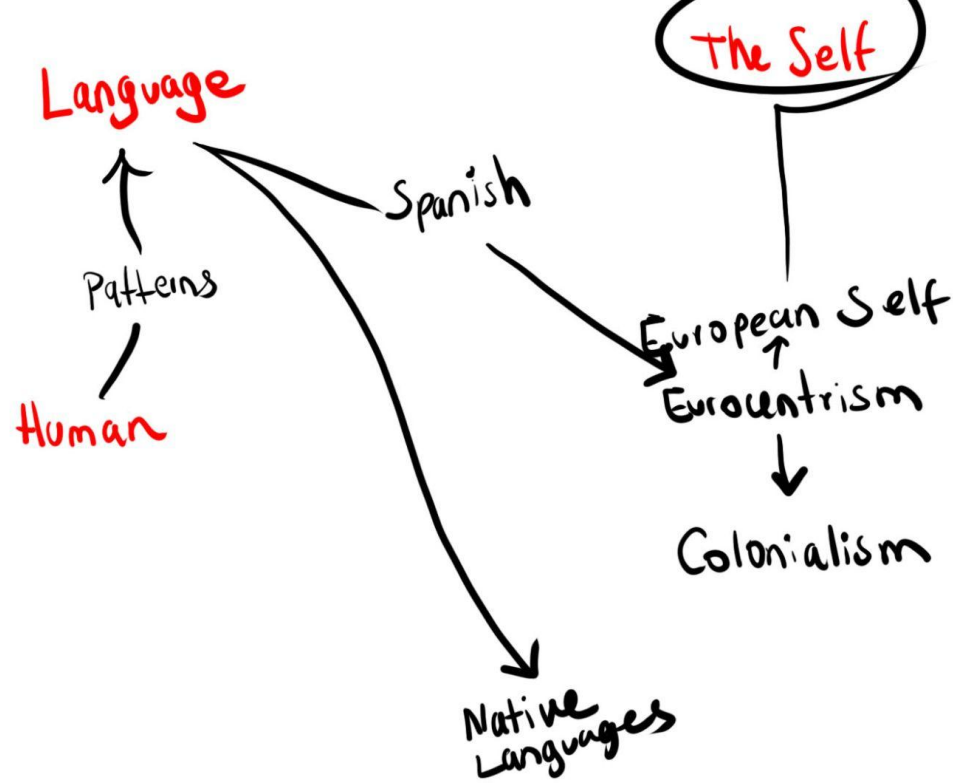 The Self
Language
Spanish
Patterns
European Self
Eurocentrism
Human
Colonialism
Native
Languages